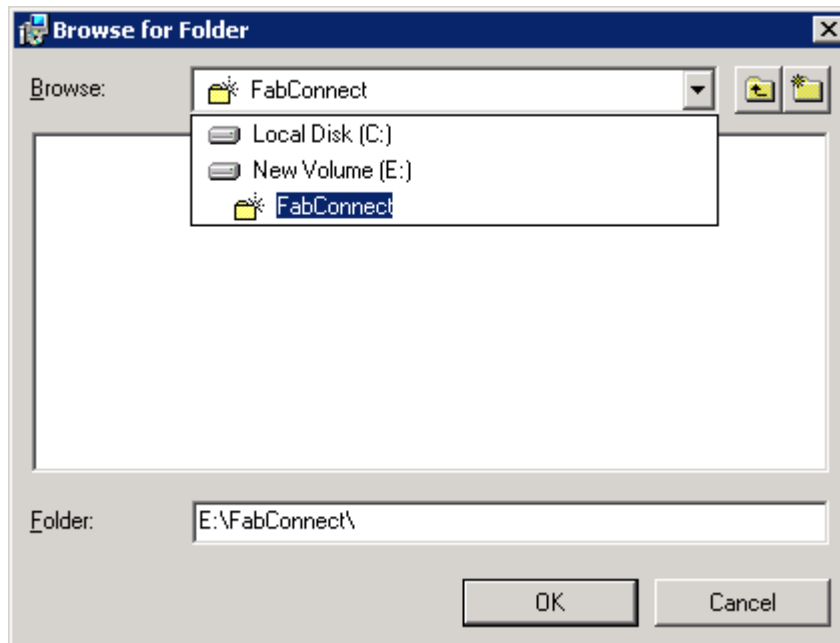 Browse for Folder
Browse: FabConnect
Local Disk (C:)
New Volume (E:)
FabConnect
Folder: E:\FabConnect\
OK Cancel